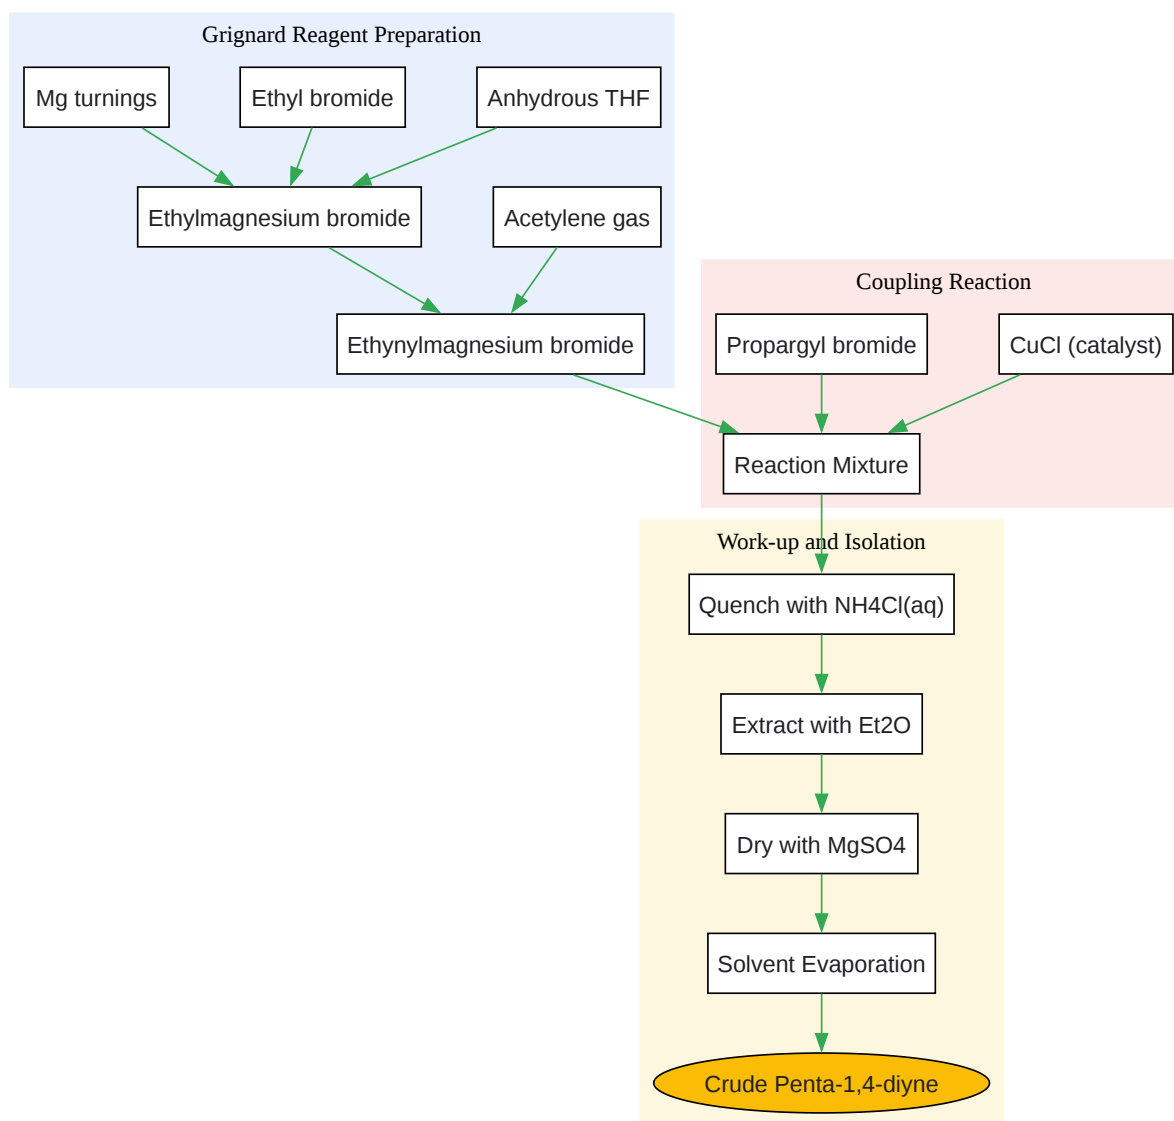 Grignard Reagent Preparation
Mg turnings
Ethyl bromide
Anhydrous THF
Ethylmagnesium bromide
Acetylene gas
Ethynylmagnesium bromide
Coupling Reaction
Propargyl bromide
CuCl (catalyst)
Reaction Mixture
Work-up and Isolation
Quench with NH4Cl(aq)
Extract with Et2O
Dry with MgSO4
Solvent Evaporation
Crude Penta-1,4-diyne